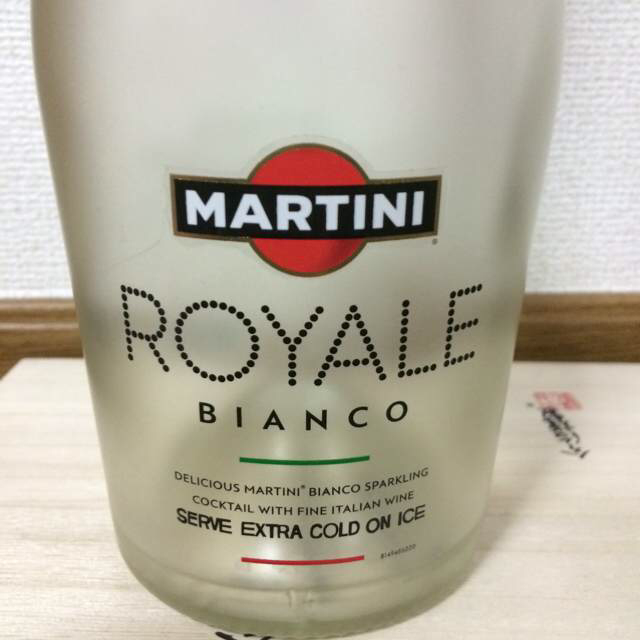 MARTINI
ROYALE
BIANCO
DELICIOUS MARTINI® BIANCO SPARKLING
COCKTAIL WITH FINE ITALIAN WINE
SERVE EXTRA COLD ON ICE